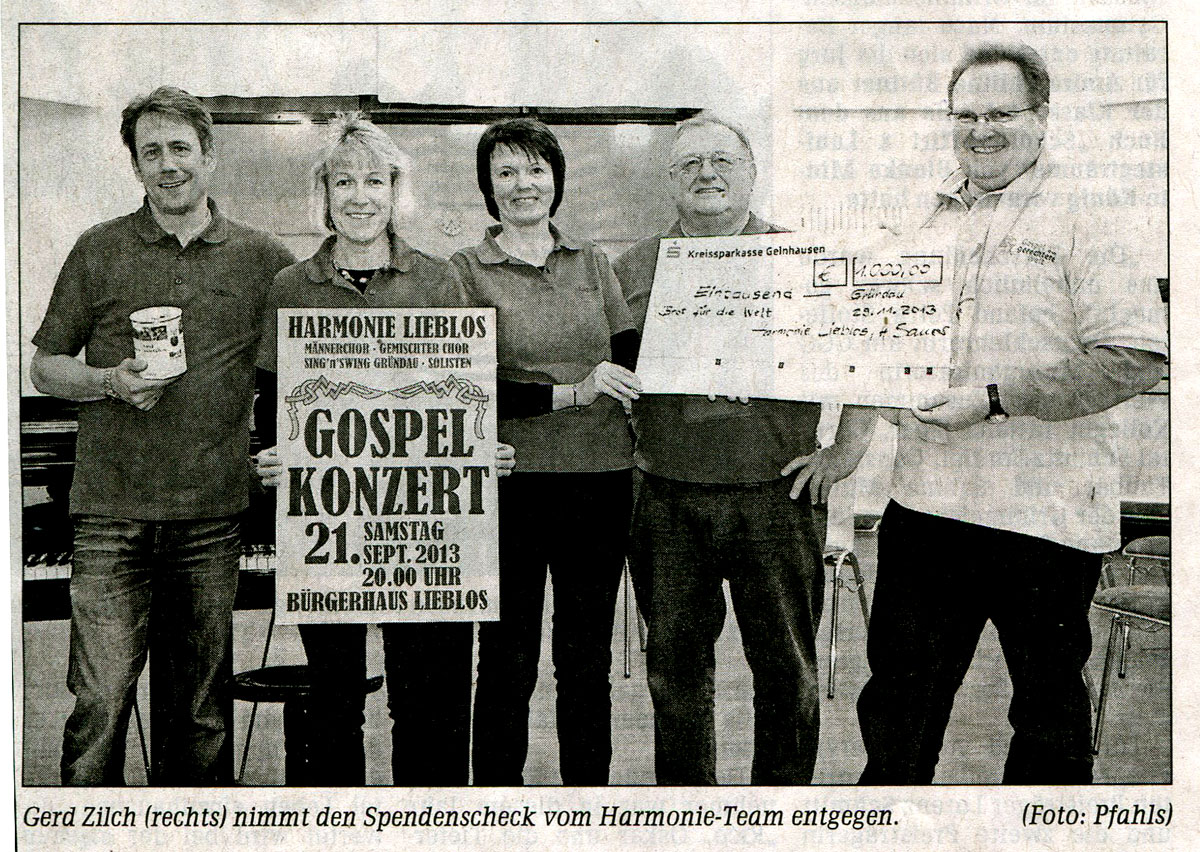 HARMONIE LIEBLOS
MÄNNERCHOR · GEMISCHTER CHOR
SING'n'SWING GRÜNDAU · SOLISTEN
GOSPEL
KONZERT
21. SAMSTAG
SEPT. 2013
20.00 UHR
BÜRGERHAUS LIEBLOS
Kreissparkasse Gelnhausen
€ 1.000,00
Eintausend
Gründau
Brot für die Welt
29.11.2013
Harmonie Lieblos, A. Sauer
gerechtere
Gerd Zilch (rechts) nimmt den Spendenscheck vom Harmonie-Team entgegen.
(Foto: Pfahls)